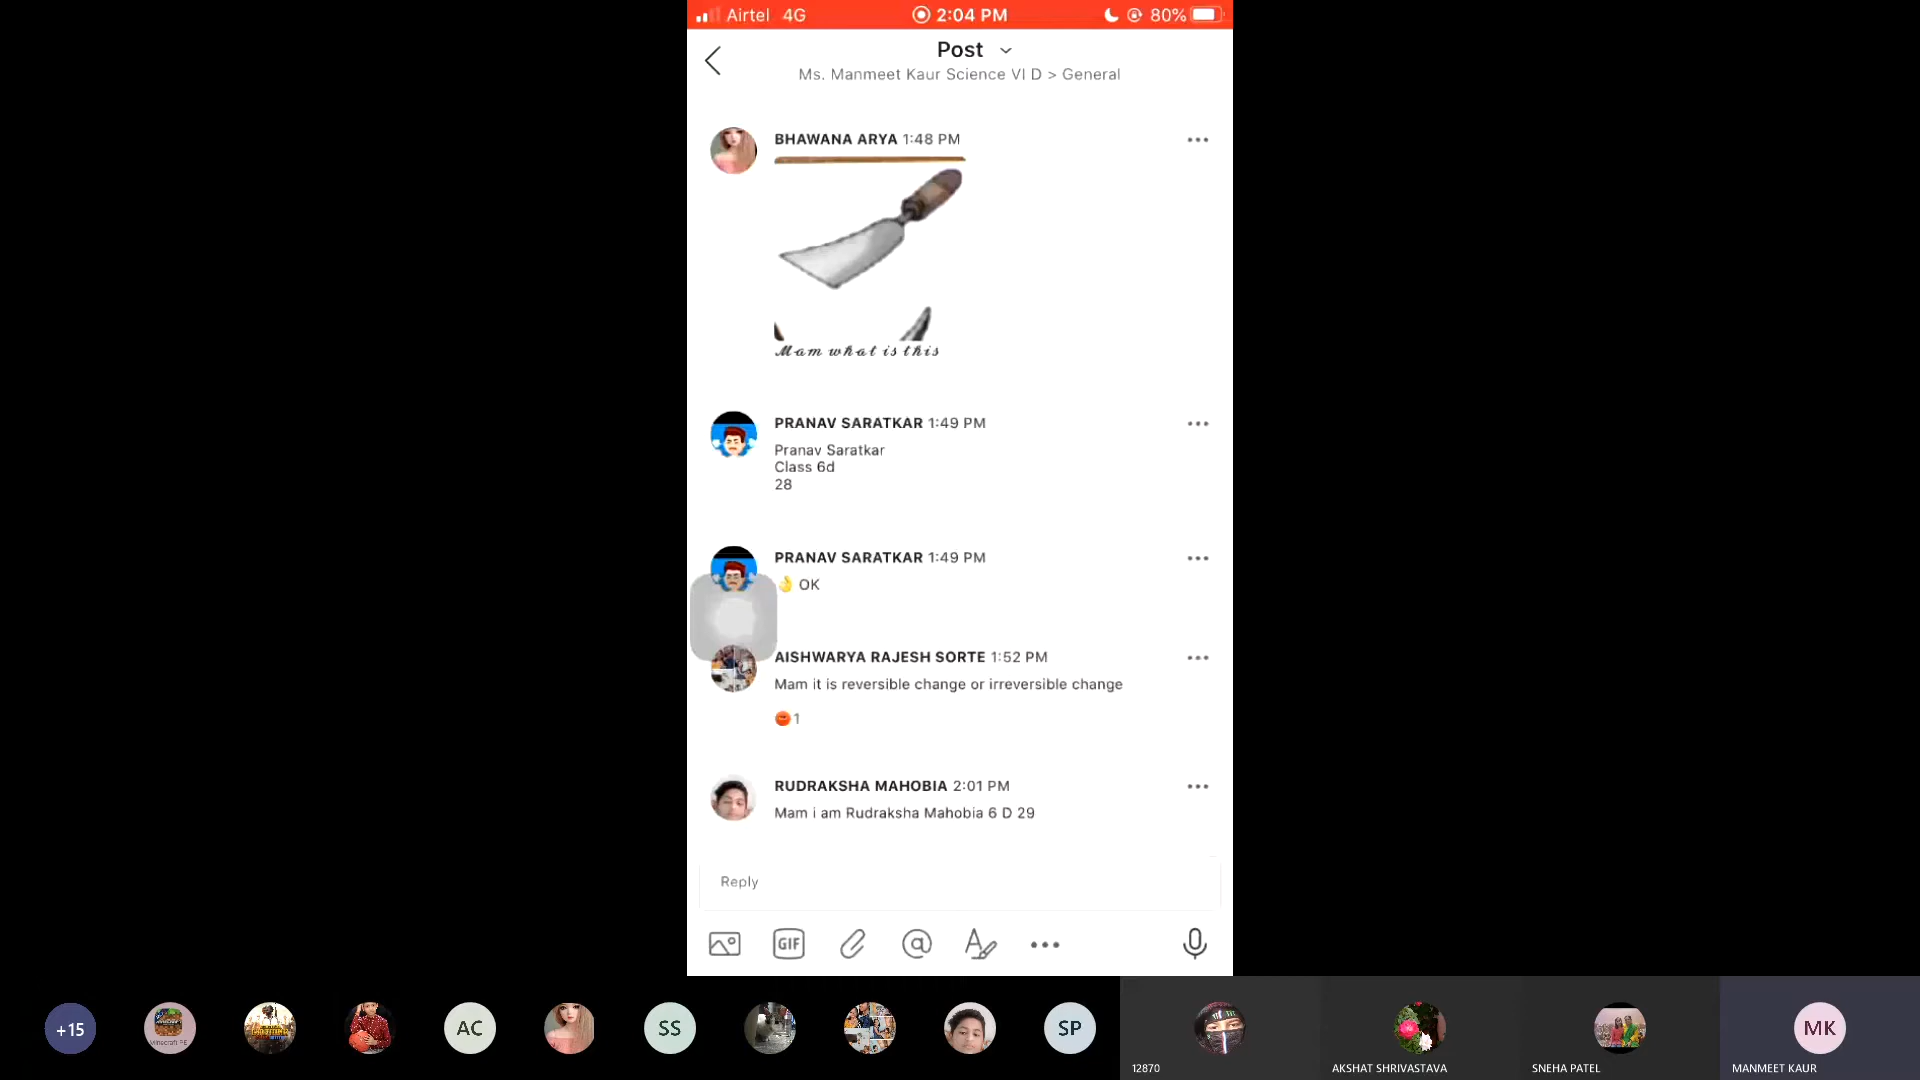 Airtel 4G 2:04 PM 80%
Post
Ms. Manmeet Kaur Science VI D > General
BHAWANA ARYA 1:48 PM
Mam what is this
PRANAV SARATKAR 1:49 PM
Pranav Saratkar
Class 6d
28
PRANAV SARATKAR 1:49 PM
👌 OK
AISHWARYA RAJESH SORTE 1:52 PM
Mam it is reversible change or irreversible change
1
RUDRAKSHA MAHOBIA 2:01 PM
Mam i am Rudraksha Mahobia 6 D 29
Reply
GIF
+15
Minecraft PE
AC
SS
SP
MK
12870
AKSHAT SHRIVASTAVA
SNEHA PATEL
MANMEET KAUR